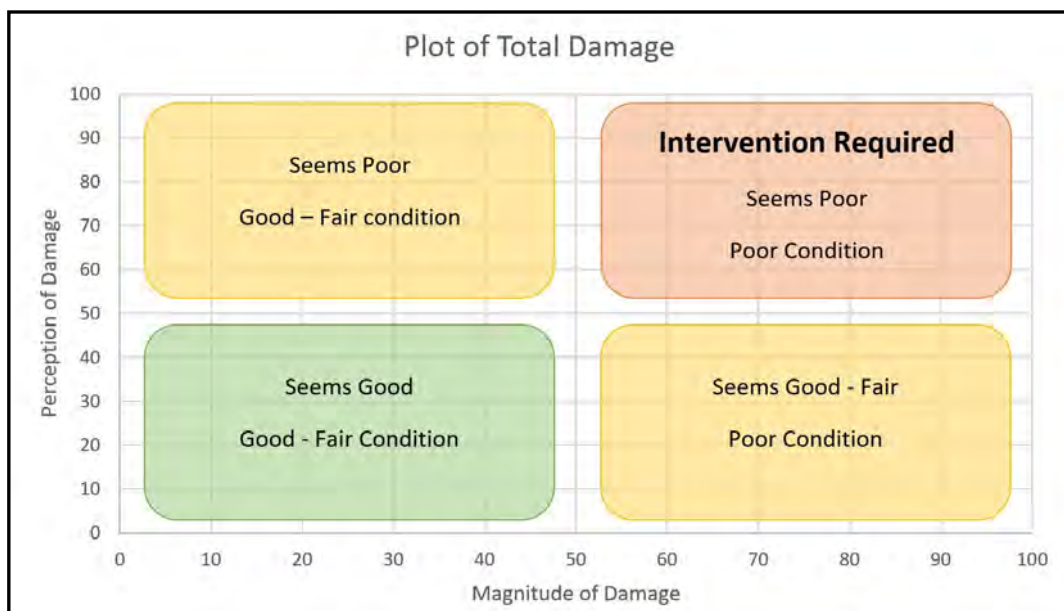 Plot of Total Damage
100
90
80
70
60
50
40
30
20
10
0
Perception of Damage
Seems Poor
Good – Fair condition
Intervention Required
Seems Poor
Poor Condition
Seems Good
Good - Fair Condition
Seems Good - Fair
Poor Condition
0 10 20 30 40 50 60 70 80 90 100
Magnitude of Damage